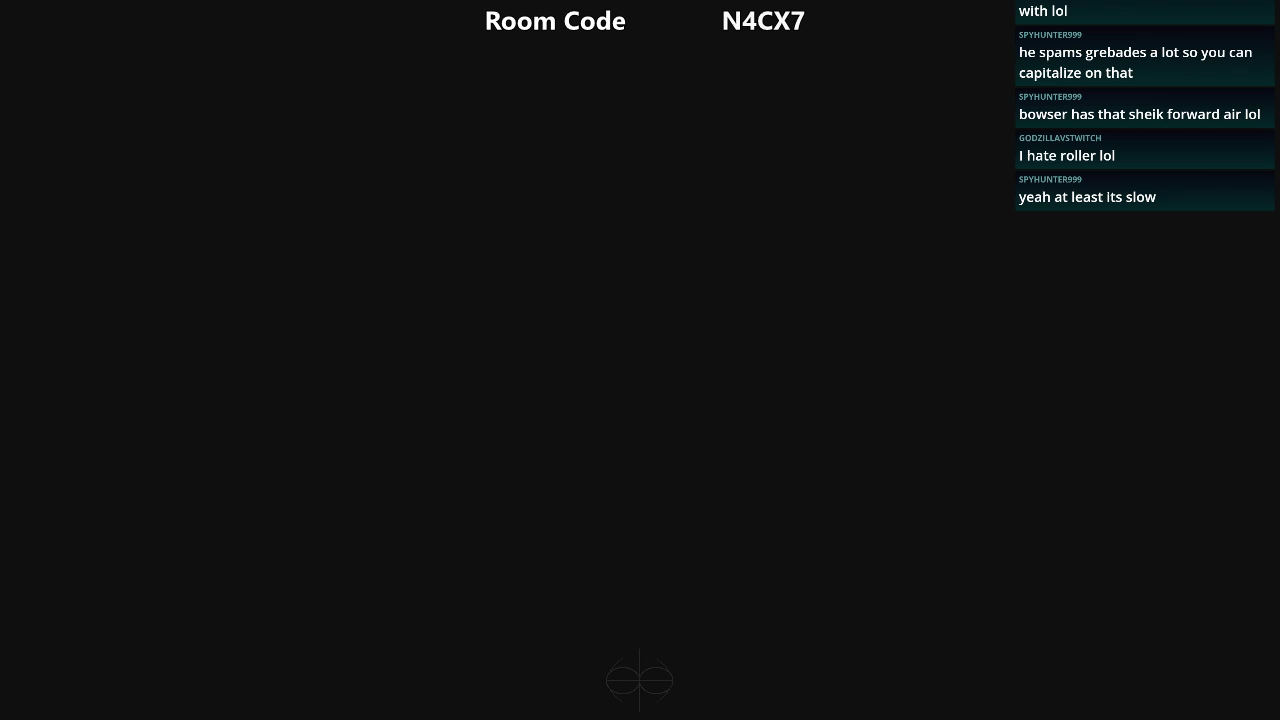 Room Code N4CX7
with lol
SPYHUNTER999
he spams grebades a lot so you can
capitalize on that
SPYHUNTER999
bowser has that sheik forward air lol
GODZILLAVSTWITCH
I hate roller lol
SPYHUNTER999
yeah at least its slow